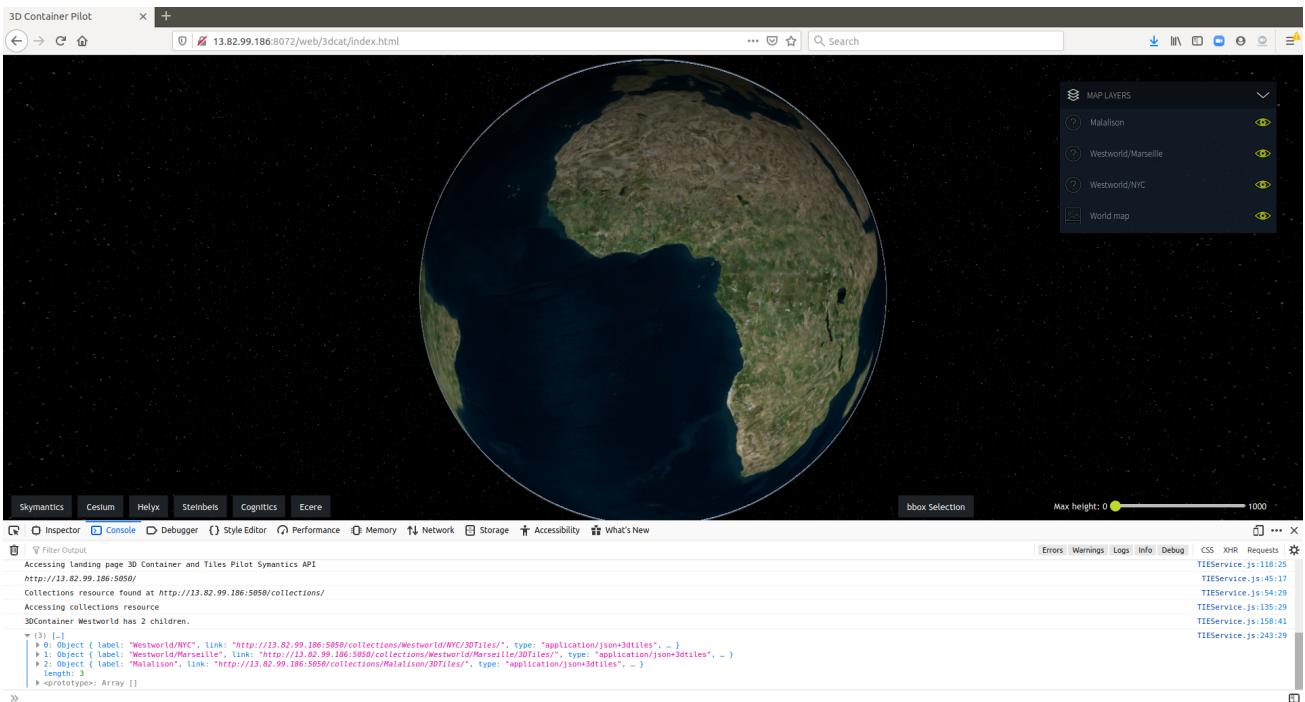 3D Container Pilot × +
13.82.99.186:8072/web/3dcat/index.html ••• Search
MAP LAYERS
? Malalison
? Westworld/Marseille
? Westworld/NYC
World map
Skymantics Cesium Helyx Steinbeis Cognitics Ecere bbox Selection Max height: 0 1000
Inspector Console Debugger {} Style Editor Performance Memory Network Storage Accessibility What's New ••• ×
Filter Output Errors Warnings Logs Info Debug CSS XHR Requests
Accessing landing page 3D Container and Tiles Pilot Symantics API TIEService.js:118:25
http://13.82.99.186:5050/ TIEService.js:45:17
Collections resource found at http://13.82.99.186:5050/collections/ TIEService.js:54:29
Accessing collections resource TIEService.js:135:29
3DContainer Westworld has 2 children. TIEService.js:158:41
(3) […] TIEService.js:243:29
0: Object { label: "Westworld/NYC", link: "http://13.82.99.186:5050/collections/Westworld/NYC/3DTiles/", type: "application/json+3dtiles", … }
1: Object { label: "Westworld/Marseille", link: "http://13.82.99.186:5050/collections/Westworld/Marseille/3DTiles/", type: "application/json+3dtiles", … }
2: Object { label: "Malalison", link: "http://13.82.99.186:5050/collections/Malalison/3DTiles/", type: "application/json+3dtiles", … }
length: 3
<prototype>: Array []
»